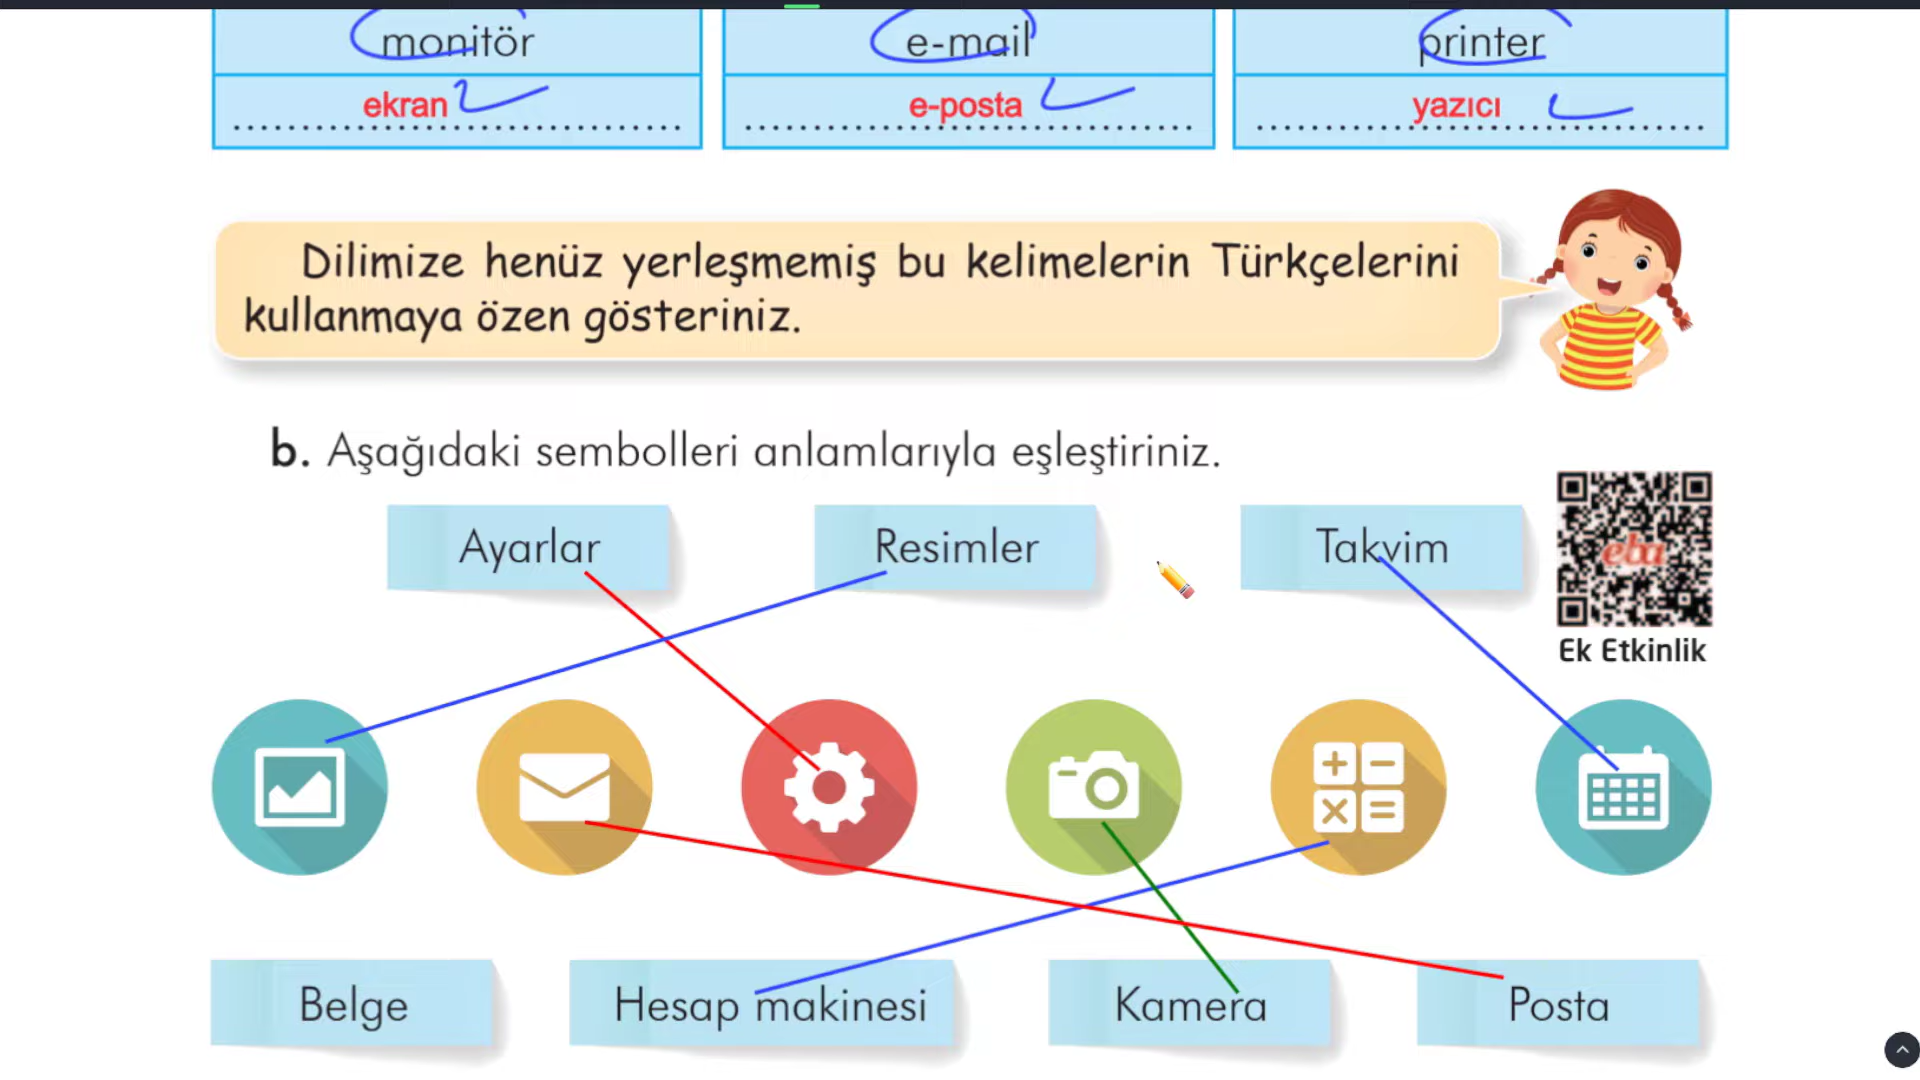 monitör
e-mail
printer
ekran
e-posta
yazıcı
Dilimize henüz yerleşmemiş bu kelimelerin Türkçelerini
kullanmaya özen gösteriniz.
b. Aşağıdaki sembolleri anlamlarıyla eşleştiriniz.
Ayarlar
Resimler
Takvim
eba
Ek Etkinlik
Belge
Hesap makinesi
Kamera
Posta